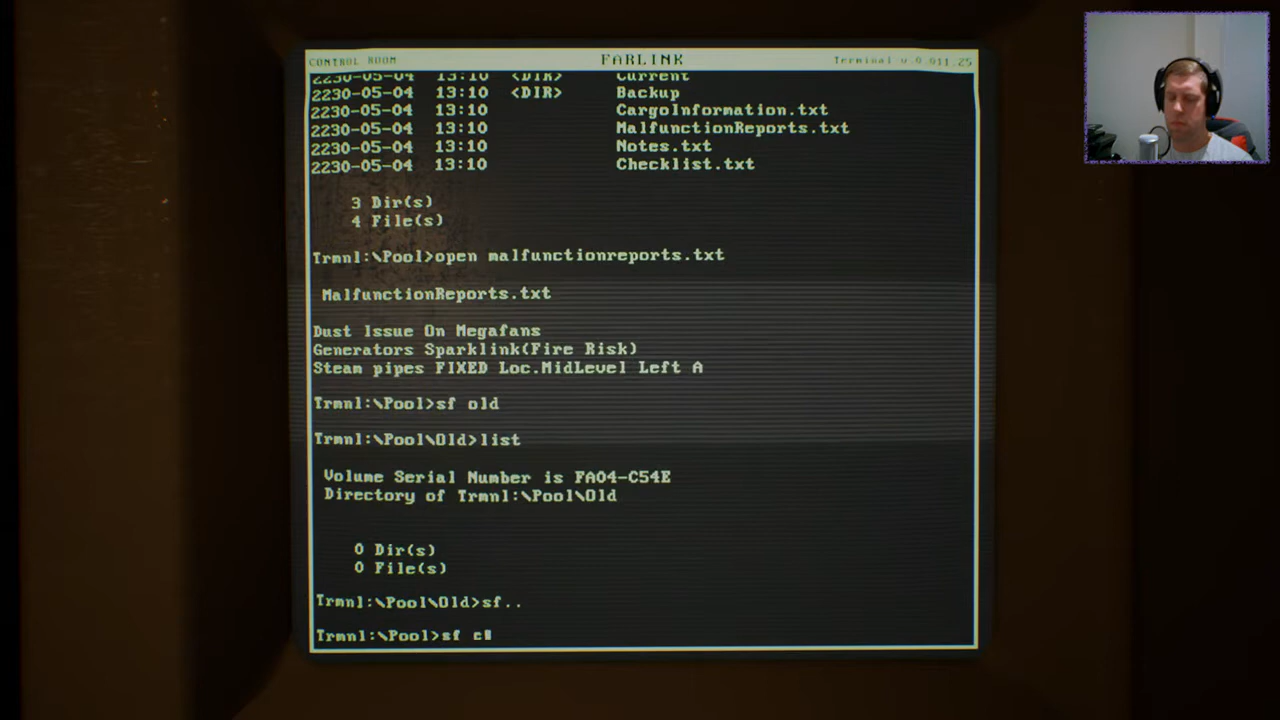 CONTROL ROOM FARLINK Terminal v.0.011.25
2230-05-04 13:10 <DIR> Current
2230-05-04 13:10 <DIR> Backup
2230-05-04 13:10 CargoInformation.txt
2230-05-04 13:10 MalfunctionReports.txt
2230-05-04 13:10 Notes.txt
2230-05-04 13:10 Checklist.txt
3 Dir(s)
4 File(s)
Trmnl:\Pool>open malfunctionreports.txt
MalfunctionReports.txt
Dust Issue On Megafans
Generators Sparklink(Fire Risk)
Steam pipes FIXED Loc.MidLevel Left A
Trmnl:\Pool>sf old
Trmnl:\Pool\Old>list
Volume Serial Number is FA04-C54E
Directory of Trmnl:\Pool\Old
0 Dir(s)
0 File(s)
Trmnl:\Pool\Old>sf..
Trmnl:\Pool>sf c